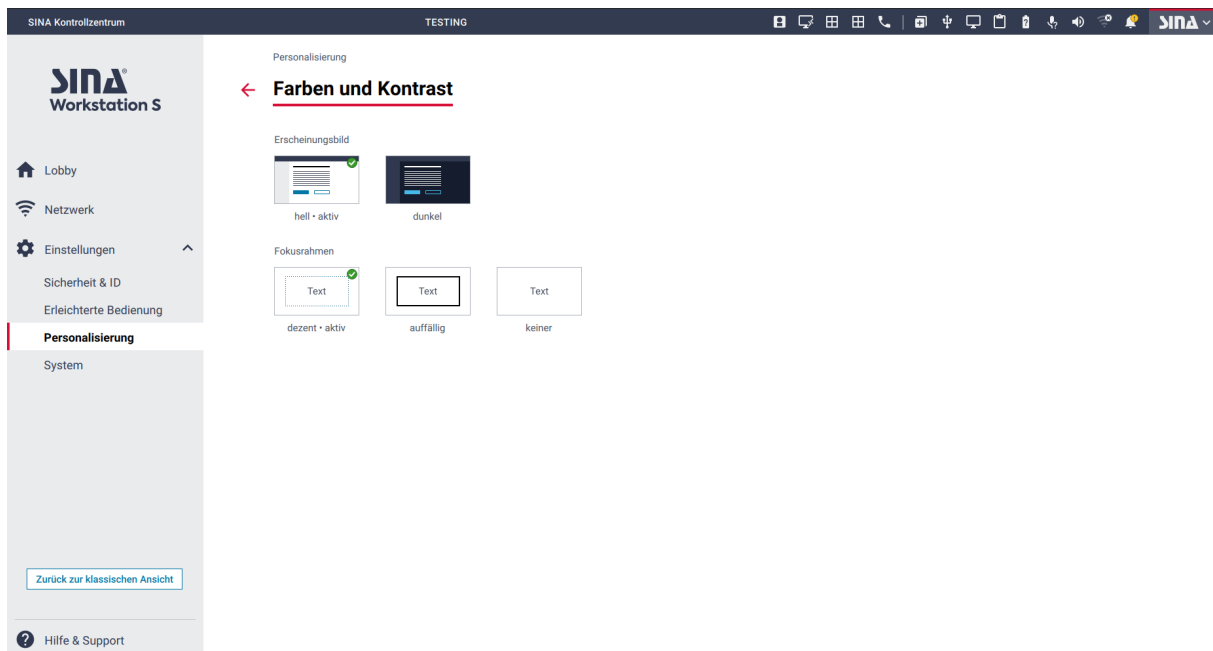 SINA Kontrollzentrum
TESTING
SINA
SINA
Workstation S
Lobby
Netzwerk
Einstellungen
Sicherheit & ID
Erleichterte Bedienung
Personalisierung
System
Zurück zur klassischen Ansicht
Hilfe & Support
Personalisierung
Farben und Kontrast
Erscheinungsbild
hell • aktiv
dunkel
Fokusrahmen
Text
Text
Text
dezent • aktiv
auffällig
keiner